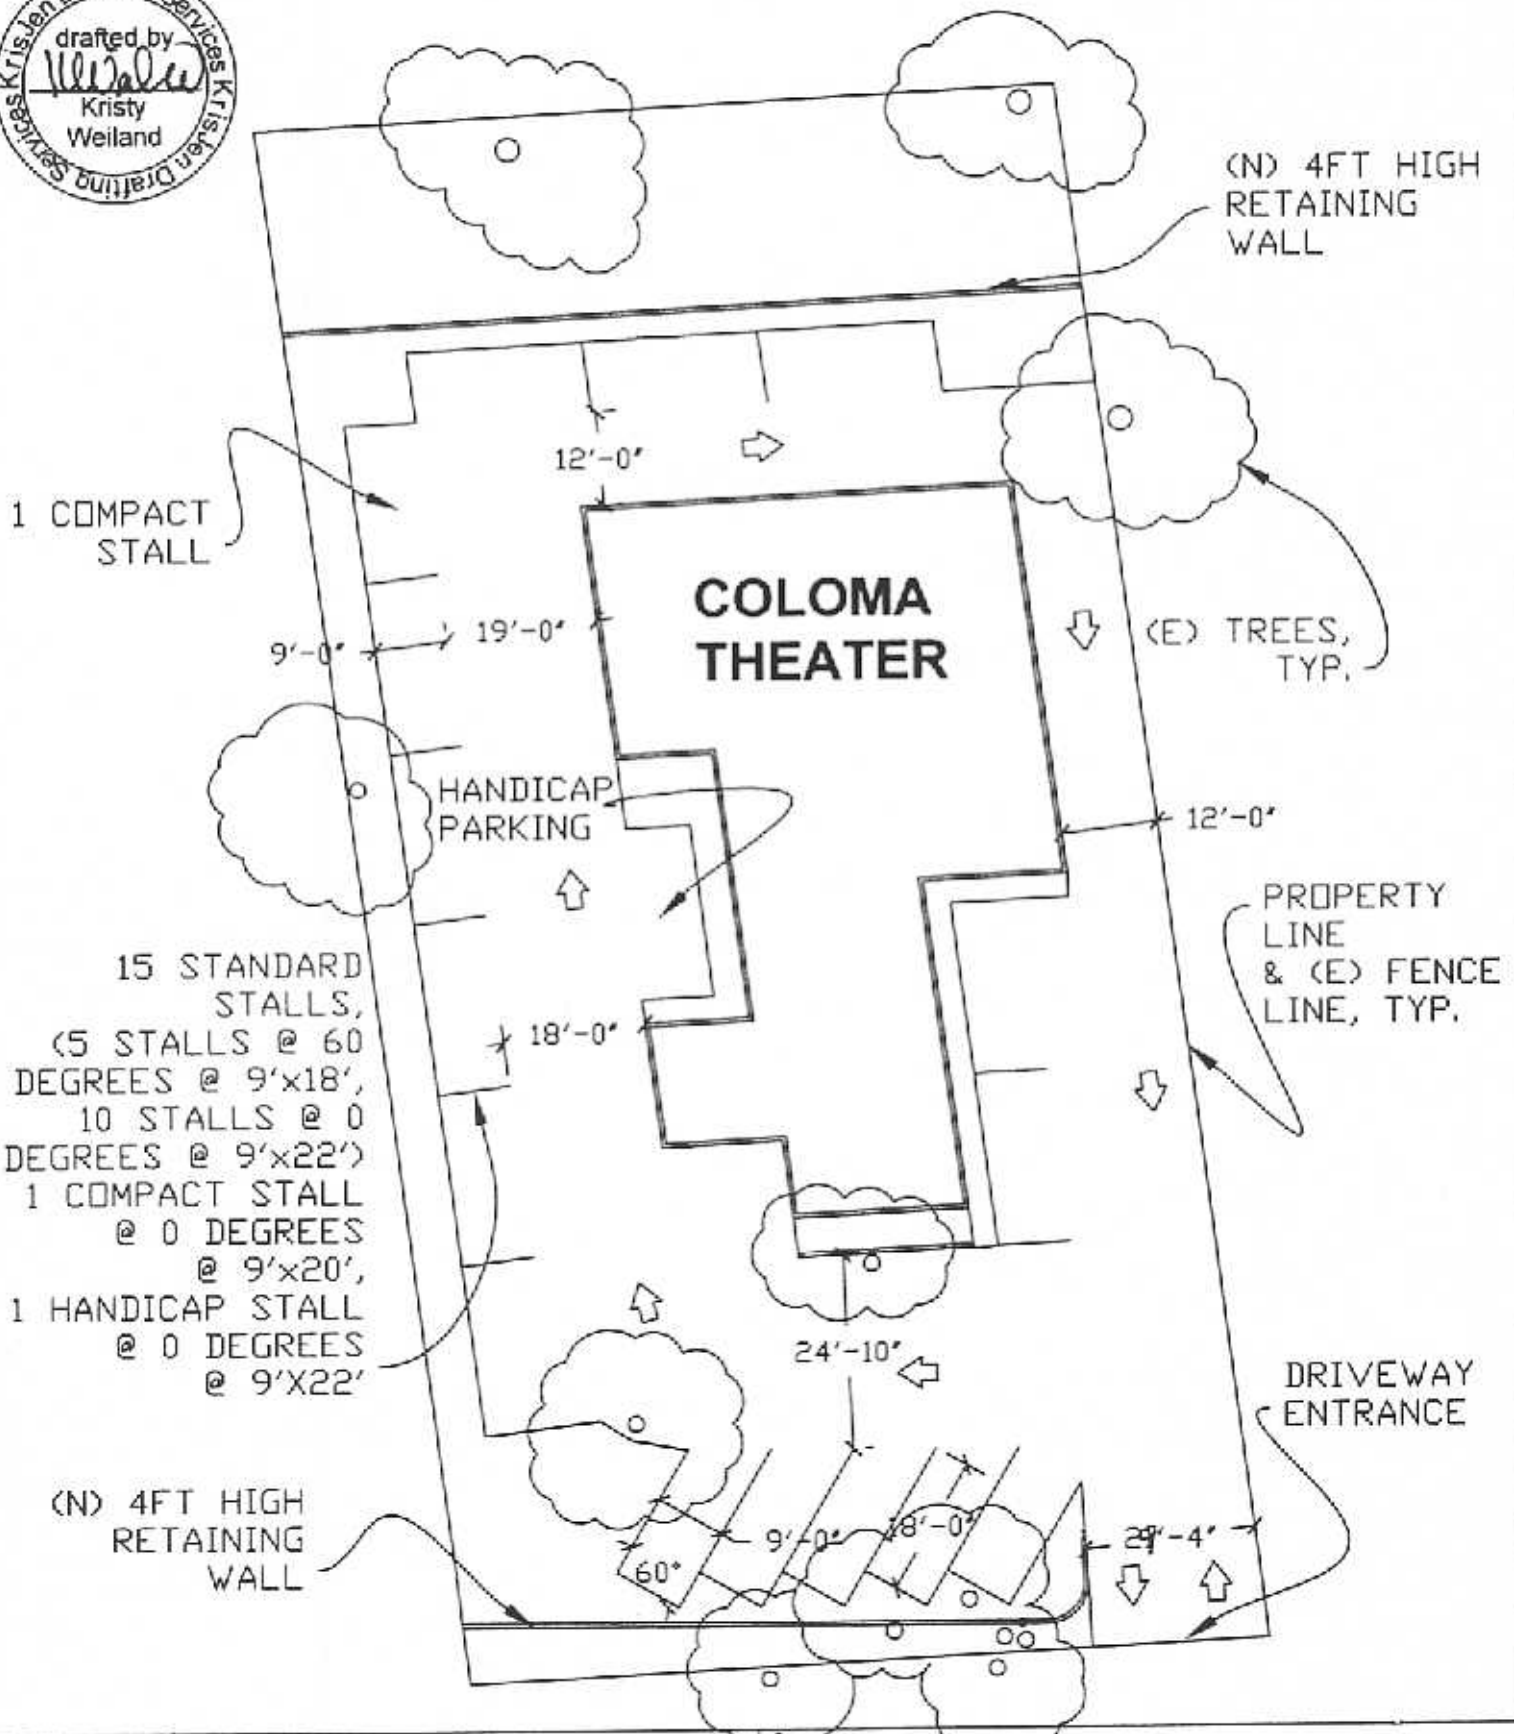 KrisJen Drafting Services KrisJen
drafted by
Kristy
Weiland
(N) 4FT HIGH
RETAINING
WALL
12'-0"
1 COMPACT
STALL
COLOMA
THEATER
19'-0"
9'-0"
(E) TREES,
TYP.
HANDICAP
PARKING
12'-0"
PROPERTY
LINE
& (E) FENCE
LINE, TYP.
15 STANDARD
STALLS,
(5 STALLS @ 60
DEGREES @ 9'x18',
10 STALLS @ 0
DEGREES @ 9'x22')
1 COMPACT STALL
@ 0 DEGREES
@ 9'x20',
1 HANDICAP STALL
@ 0 DEGREES
@ 9'X22'
18'-0"
24'-10"
DRIVEWAY
ENTRANCE
(N) 4FT HIGH
RETAINING
WALL
9'-0"
18'-0"
60°